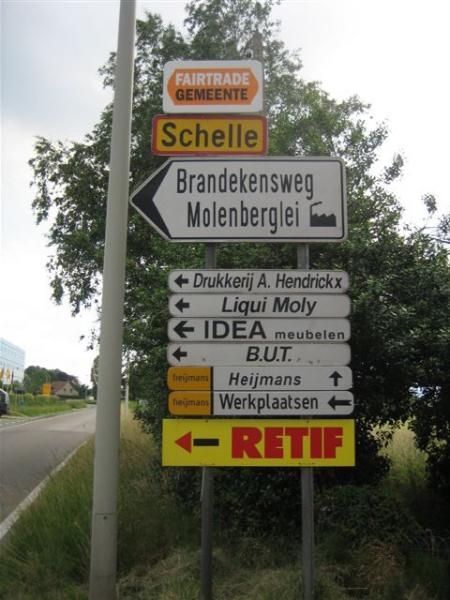 FAIRTRADE
GEMEENTE
Schelle
Brandekensweg
Molenberglei
Drukkerij A. Hendrickx
Liqui Moly
IDEA meubelen
B.U.T.
heijmans Heijmans
heijmans Werkplaatsen
RETIF